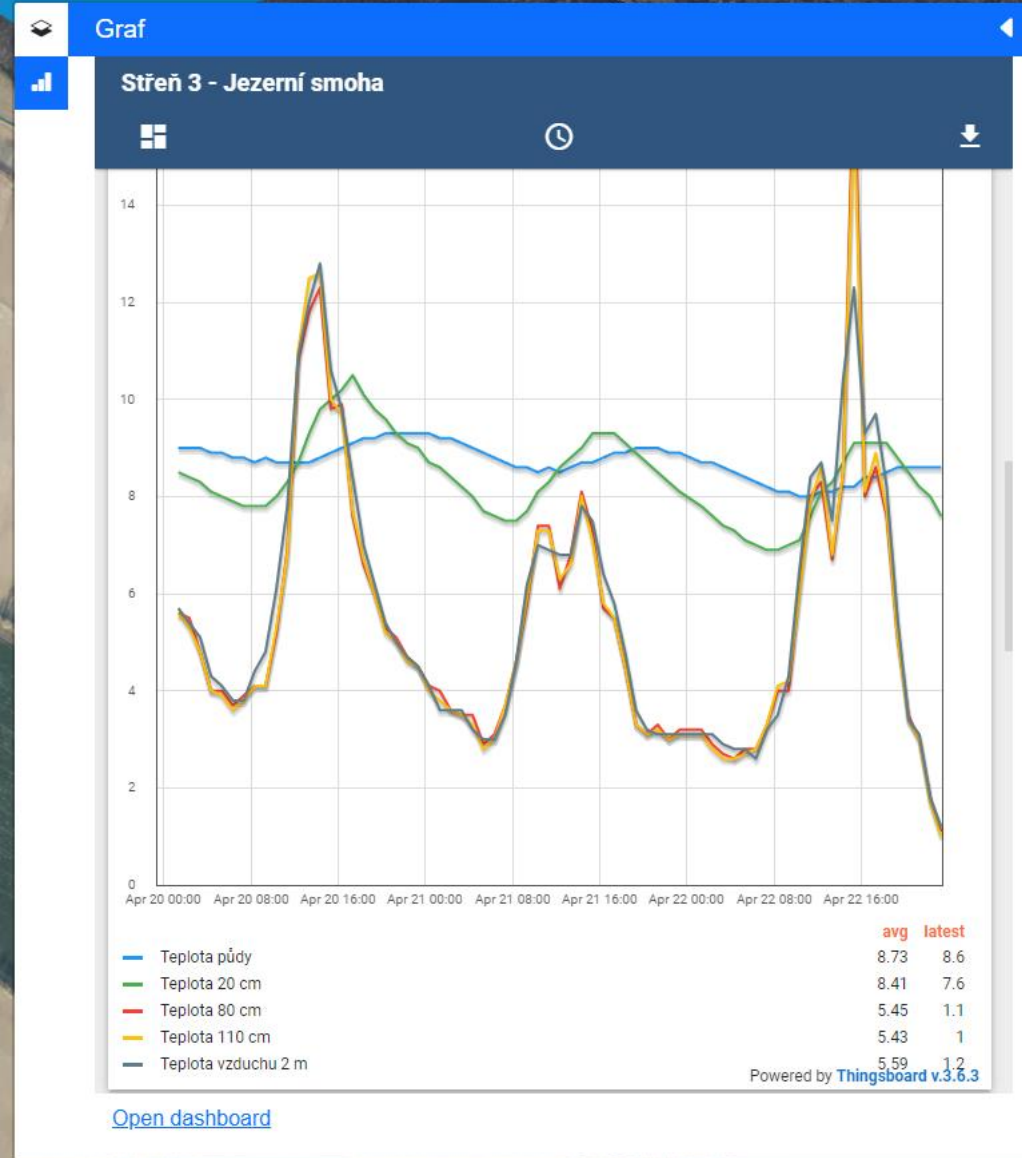 Graf
Střeň 3 - Jezerní smoha
14
12
10
8
6
4
2
0
Apr 20 00:00 Apr 20 08:00 Apr 20 16:00 Apr 21 00:00 Apr 21 08:00 Apr 21 16:00 Apr 22 00:00 Apr 22 08:00 Apr 22 16:00
avg latest
Teplota půdy 8.73 8.6
Teplota 20 cm 8.41 7.6
Teplota 80 cm 5.45 1.1
Teplota 110 cm 5.43 1
Teplota vzduchu 2 m 5.59 1.2
Powered by Thingsboard v.3.6.3
Open dashboard